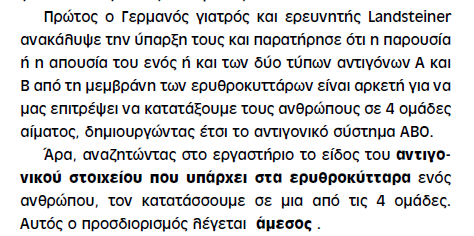 Πρώτος ο Γερμανός γιατρός και ερευνητής Landsteiner
ανακάλυψε την ύπαρξη τους και παρατήρησε ότι η παρουσία
ή η απουσία του ενός ή και των δύο τύπων αντιγόνων Α και
Β από τη μεμβράνη των ερυθροκυττάρων είναι αρκετή για να
μας επιτρέψει να κατατάξουμε τους ανθρώπους σε 4 ομάδες
αίματος, δημιουργώντας έτσι το αντιγονικό σύστημα ΑΒΟ.
Άρα, αναζητώντας στο εργαστήριο το είδος του αντιγο-
νικού στοιχείου που υπάρχει στα ερυθροκύτταρα ενός
ανθρώπου, τον κατατάσσουμε σε μια από τις 4 ομάδες.
Αυτός ο προσδιορισμός λέγεται άμεσος .